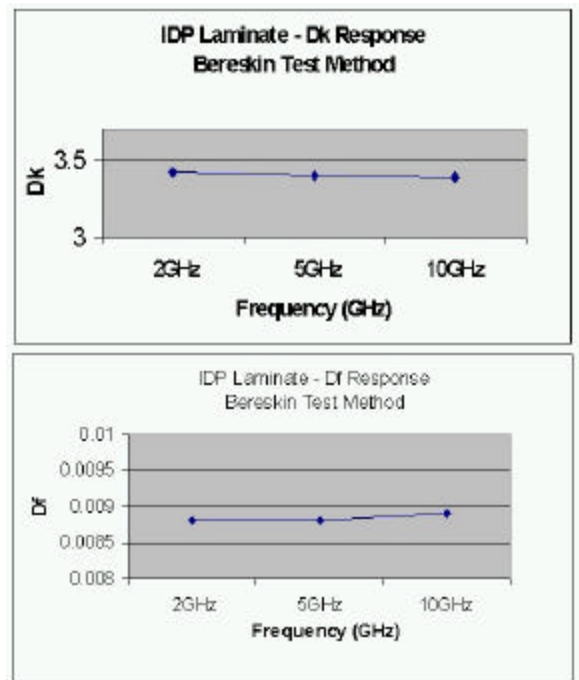 IDP Laminate - Dk Response
Bereskin Test Method
Dk
3.5
3
2GHz 5GHz 10GHz
Frequency (GHz)
IDP Laminate - Df Response
Bereskin Test Method
Df
0.01
0.0095
0.009
0.0085
0.008
2GHz 5GHz 10GHz
Frequency (GHz)